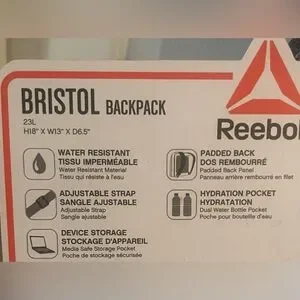 BRISTOL BACKPACK
23L
H18" X W13" X D6.5"
Reebo
WATER RESISTANT
TISSU IMPERMÉABLE
Water Resistant Material
Tissu qui résiste à l'eau
PADDED BACK
DOS REMBOURRÉ
Padded Back Panel
Panneau arrière rembourré en filet
ADJUSTABLE STRAP
SANGLE AJUSTABLE
Adjustable Strap
Sangle ajustable
HYDRATION POCKET
HYDRATATION
Dual Water Bottle Pocket
Poche pour bouteille d'eau
DEVICE STORAGE
STOCKAGE D'APPAREIL
Media Safe Storage Pocket
Poche de stockage sécurisée